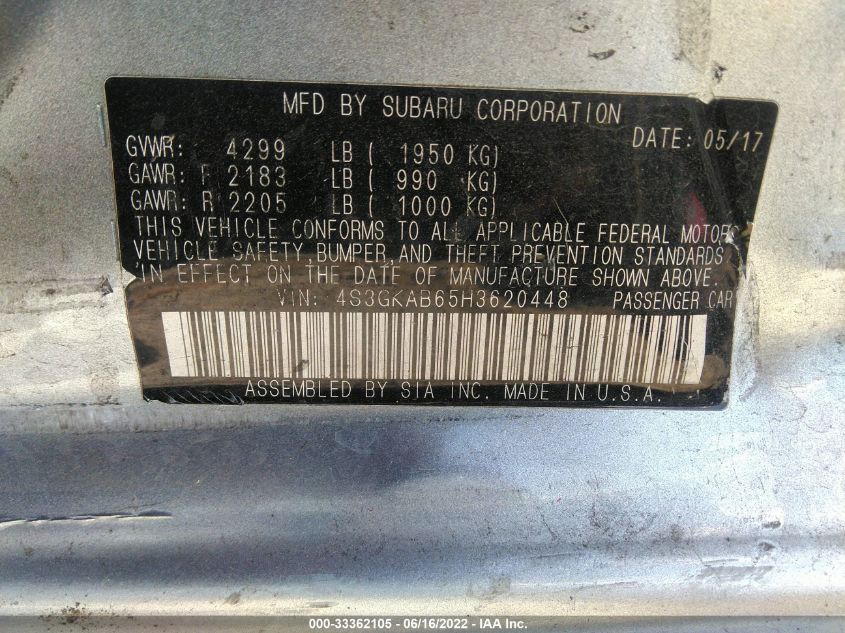 MFD BY SUBARU CORPORATION
DATE: 05/17
GVWR: 4299 LB ( 1950 KG)
GAWR: F 2183 LB ( 990 KG)
GAWR: R 2205 LB ( 1000 KG)
THIS VEHICLE CONFORMS TO ALL APPLICABLE FEDERAL MOTOR
VEHICLE SAFETY, BUMPER, AND THEFT PREVENTION STANDARDS
IN EFFECT ON THE DATE OF MANUFACTURE SHOWN ABOVE.
VIN: 4S3GKAB65H3620448 PASSENGER CAR
ASSEMBLED BY SIA INC. MADE IN U.S.A.
000-33362105 - 06/16/2022 - IAA Inc.